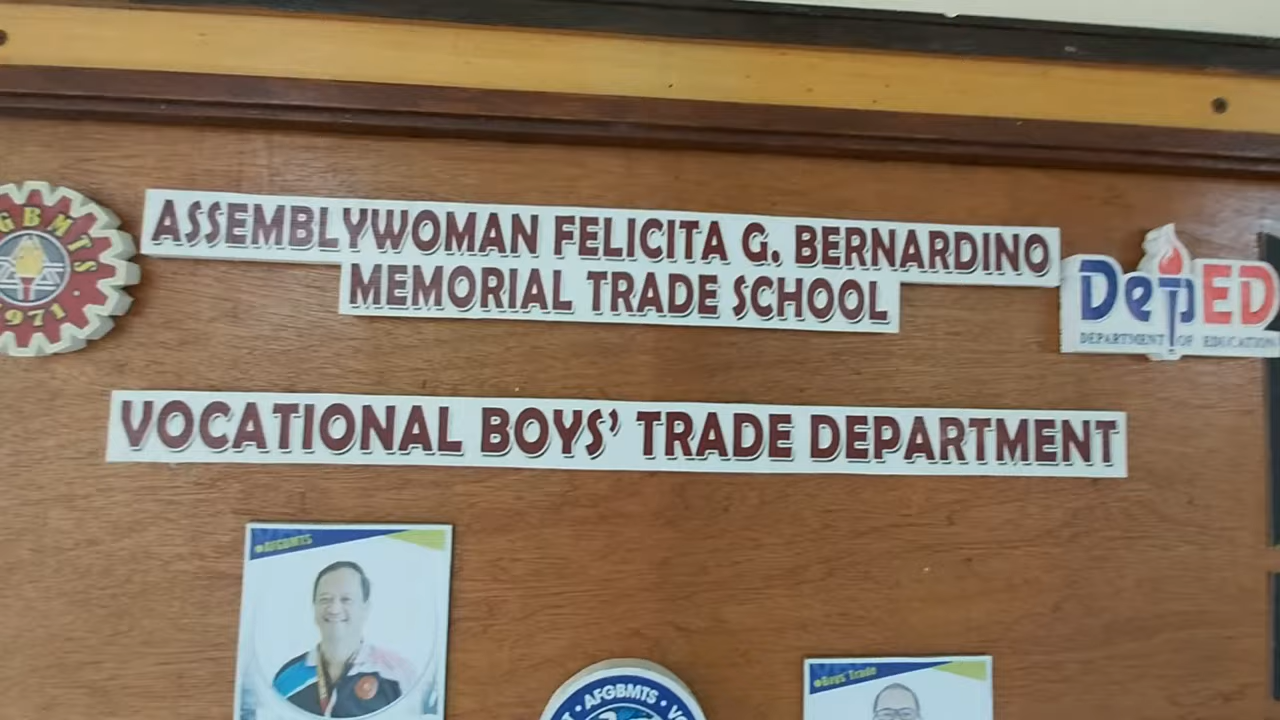 GBMTS
1971
ASSEMBLYWOMAN FELICITA G. BERNARDINO
MEMORIAL TRADE SCHOOL
DepED
DEPARTMENT OF EDUCATION
VOCATIONAL BOYS' TRADE DEPARTMENT
AFGBMTS
• AFGBMTS •
Boys Trade